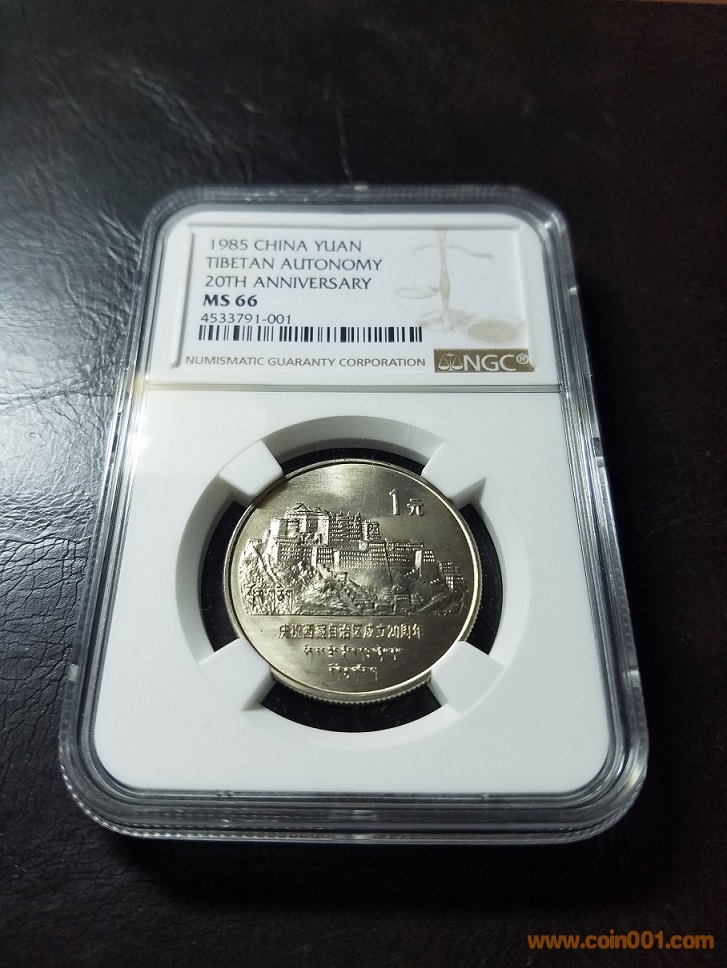 1985 CHINA YUAN
TIBETAN AUTONOMY
20TH ANNIVERSARY
MS 66
4533791-001
NUMISMATIC GUARANTY CORPORATION
NGC®
1元
庆祝西藏自治区成立20周年
www.coin001.com